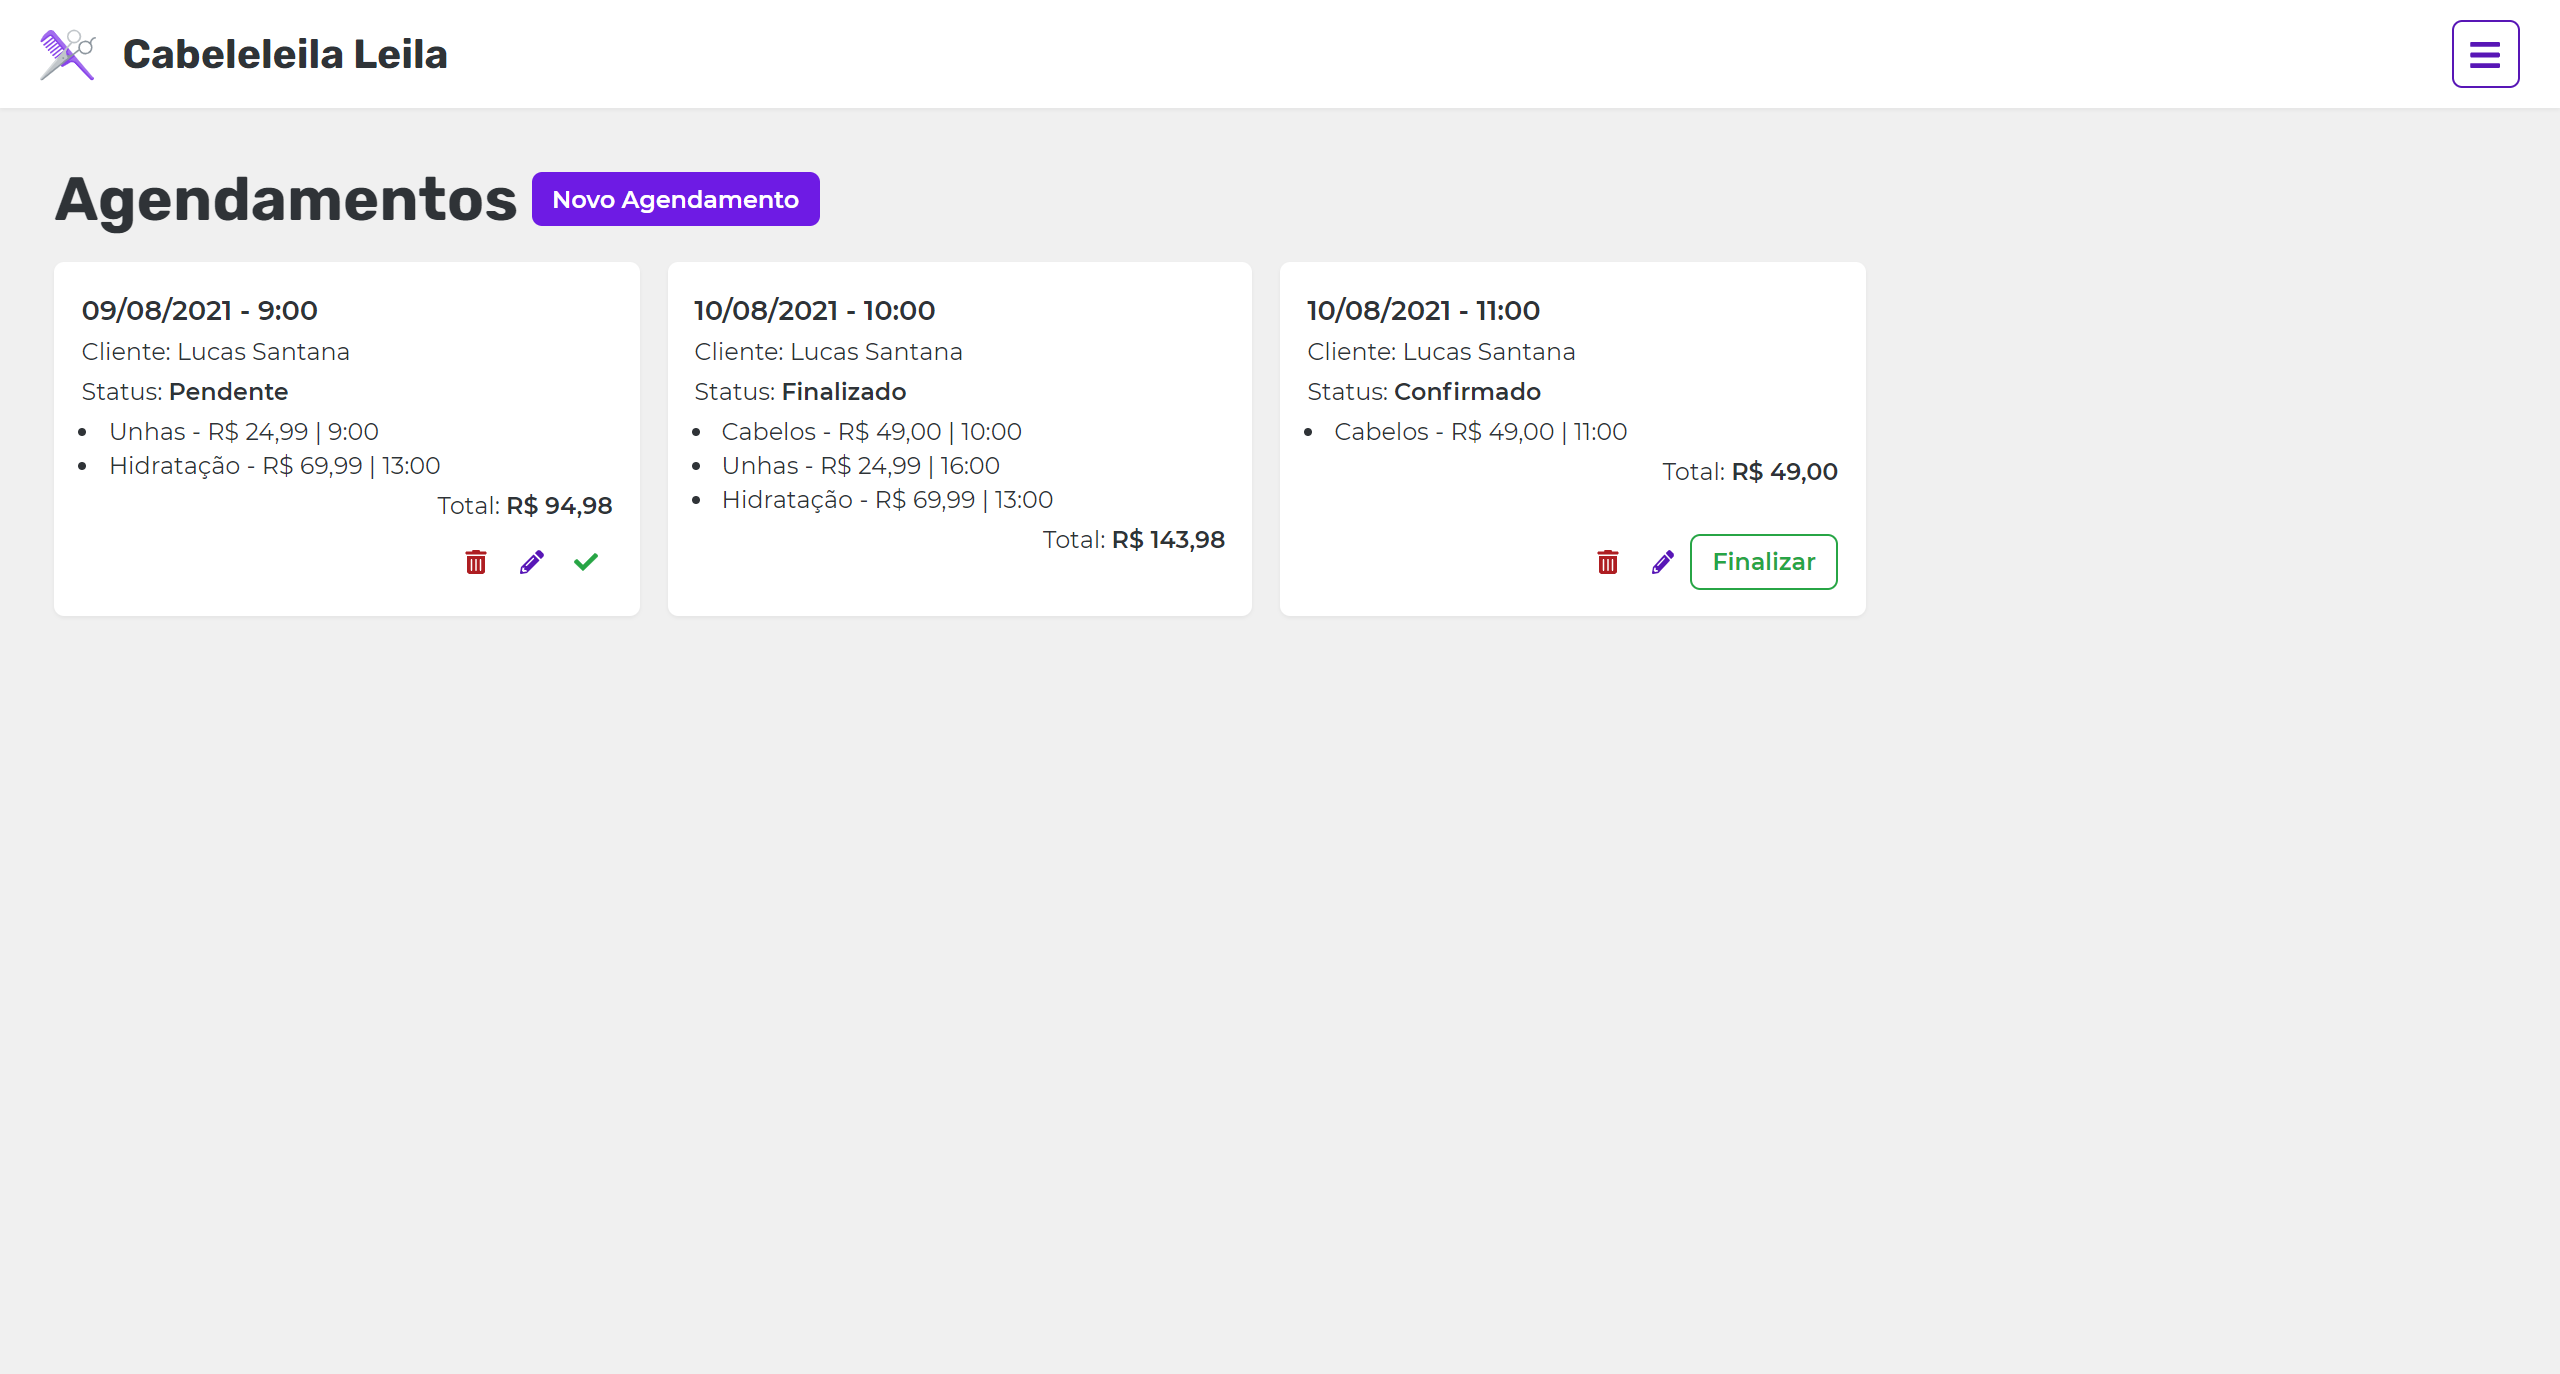 Cabeleleila Leila
Agendamentos
Novo Agendamento
09/08/2021 - 9:00
Cliente: Lucas Santana
Status: Pendente
Unhas - R$ 24,99 | 9:00
Hidratação - R$ 69,99 | 13:00
Total: R$ 94,98
10/08/2021 - 10:00
Cliente: Lucas Santana
Status: Finalizado
Cabelos - R$ 49,00 | 10:00
Unhas - R$ 24,99 | 16:00
Hidratação - R$ 69,99 | 13:00
Total: R$ 143,98
10/08/2021 - 11:00
Cliente: Lucas Santana
Status: Confirmado
Cabelos - R$ 49,00 | 11:00
Total: R$ 49,00
Finalizar